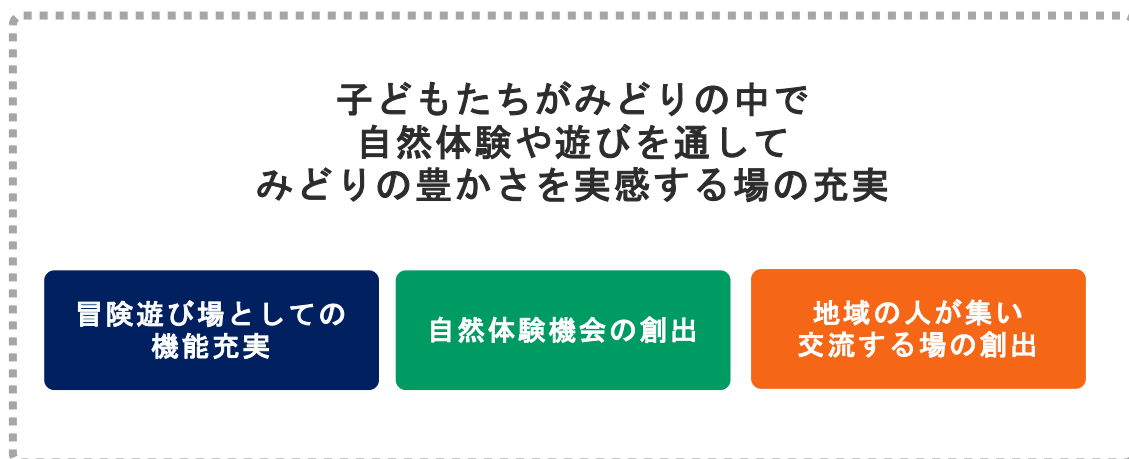 子どもたちがみどりの中で
自然体験や遊びを通して
みどりの豊かさを実感する場の充実
冒険遊び場としての
機能充実
自然体験機会の創出
地域の人が集い
交流する場の創出